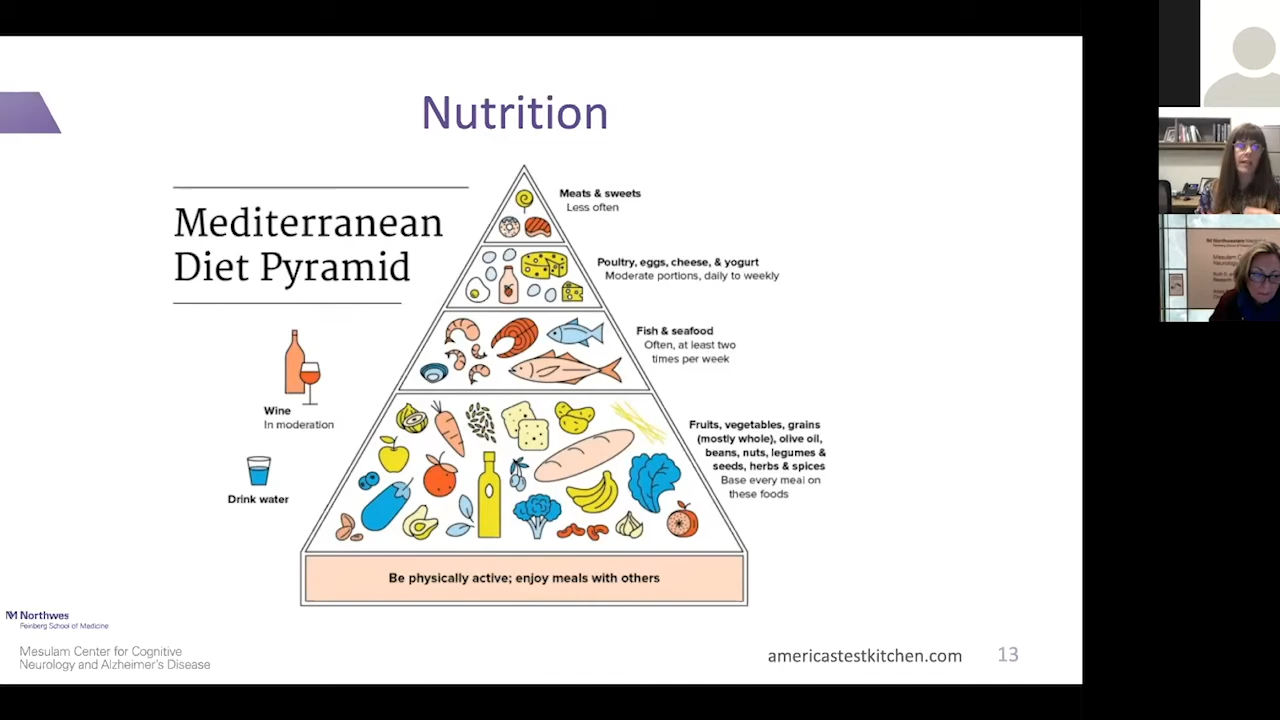 Nutrition
Mediterranean
Diet Pyramid
Meats & sweets
Less often
Poultry, eggs, cheese, & yogurt
Moderate portions, daily to weekly
Fish & seafood
Often, at least two
times per week
Wine
In moderation
Fruits, vegetables, grains
(mostly whole), olive oil,
beans, nuts, legumes &
seeds, herbs & spices
Base every meal on
these foods
Drink water
Be physically active; enjoy meals with others
M Northwes
Feinberg School of Medicine
Mesulam Center for Cognitive
Neurology and Alzheimer's Disease
americastestkitchen.com
13